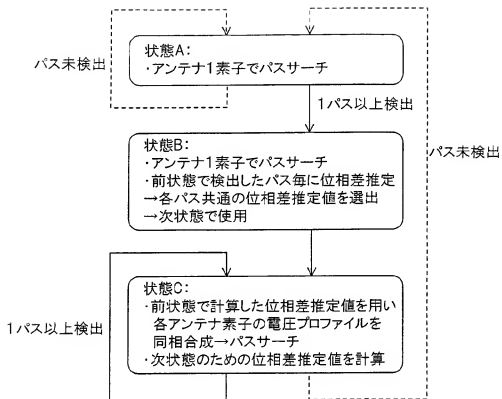 状態A:
・アンテナ1素子でパスサーチ
パス未検出
1パス以上検出
状態B:
・アンテナ1素子でパスサーチ
・前状態で検出したパス毎に位相差推定
→各パス共通の位相差推定値を選出
→次状態で使用
パス未検出
状態C:
・前状態で計算した位相差推定値を用い
各アンテナ素子の電圧プロファイルを
同相合成→パスサーチ
・次状態のための位相差推定値を計算
1パス以上検出